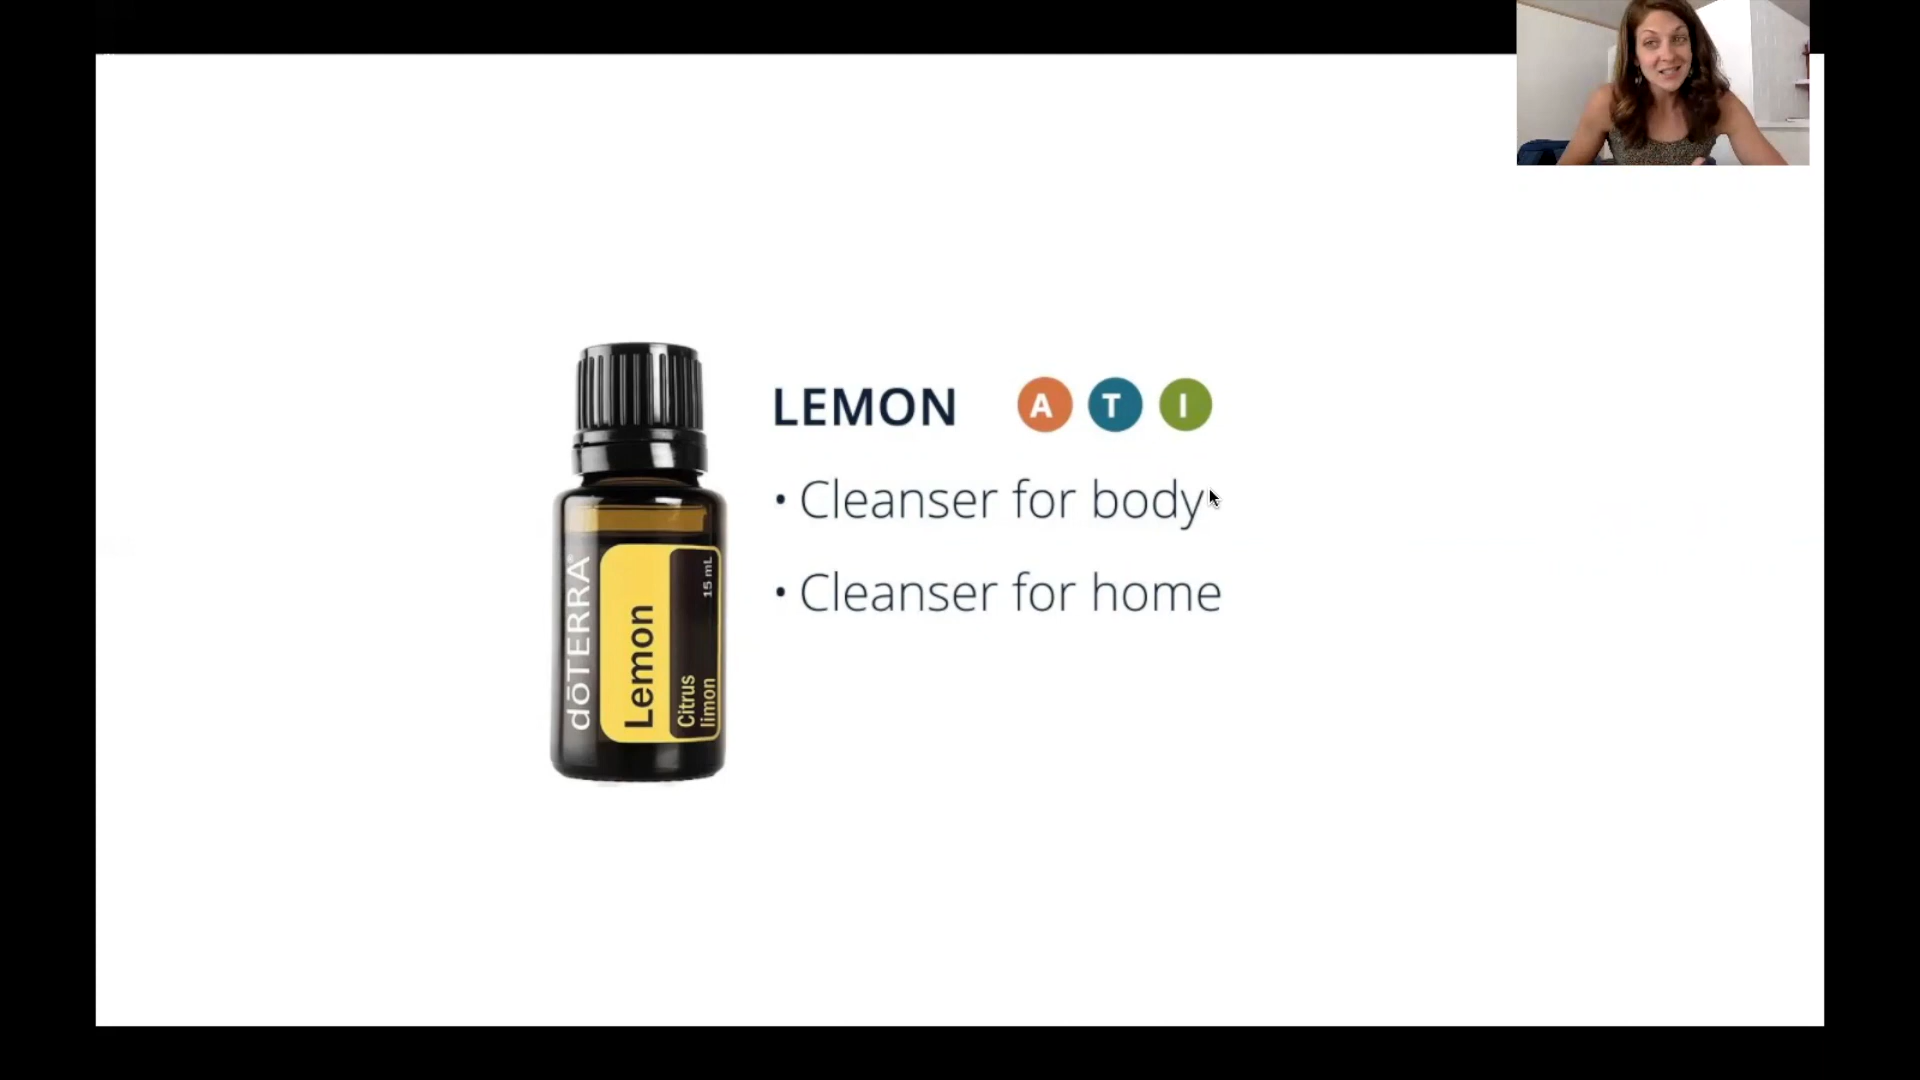 LEMON A T I
• Cleanser for body
• Cleanser for home
dōTERRA®
Lemon
Citrus
limon
15 mL